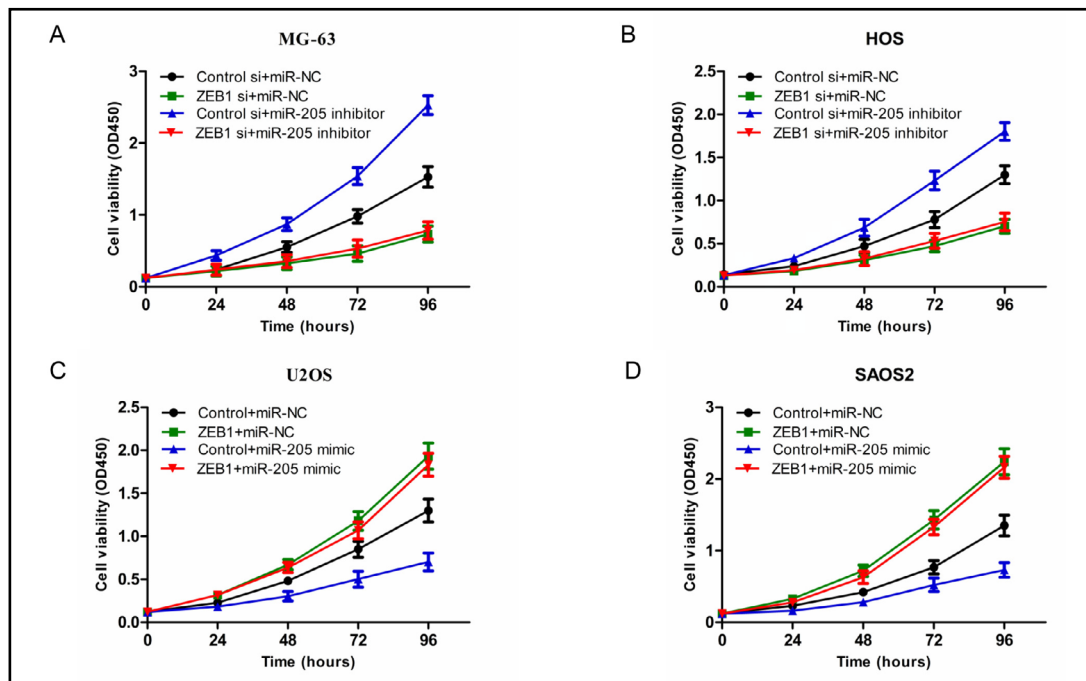 A
MG-63
Control si+miR-NC
ZEB1 si+miR-NC
Control si+miR-205 inhibitor
ZEB1 si+miR-205 inhibitor
Cell viability (OD450)
3
2
1
0
0 24 48 72 96
Time (hours)
B
HOS
Control si+miR-NC
ZEB1 si+miR-NC
Control si+miR-205 inhibitor
ZEB1 si+miR-205 inhibitor
Cell viability (OD450)
2.5
2.0
1.5
1.0
0.5
0.0
0 24 48 72 96
Time (hours)
C
U2OS
Control+miR-NC
ZEB1+miR-NC
Control+miR-205 mimic
ZEB1+miR-205 mimic
Cell viability (OD450)
2.5
2.0
1.5
1.0
0.5
0.0
0 24 48 72 96
Time (hours)
D
SAOS2
Control+miR-NC
ZEB1+miR-NC
Control+miR-205 mimic
ZEB1+miR-205 mimic
Cell viability (OD450)
3
2
1
0
0 24 48 72 96
Time (hours)